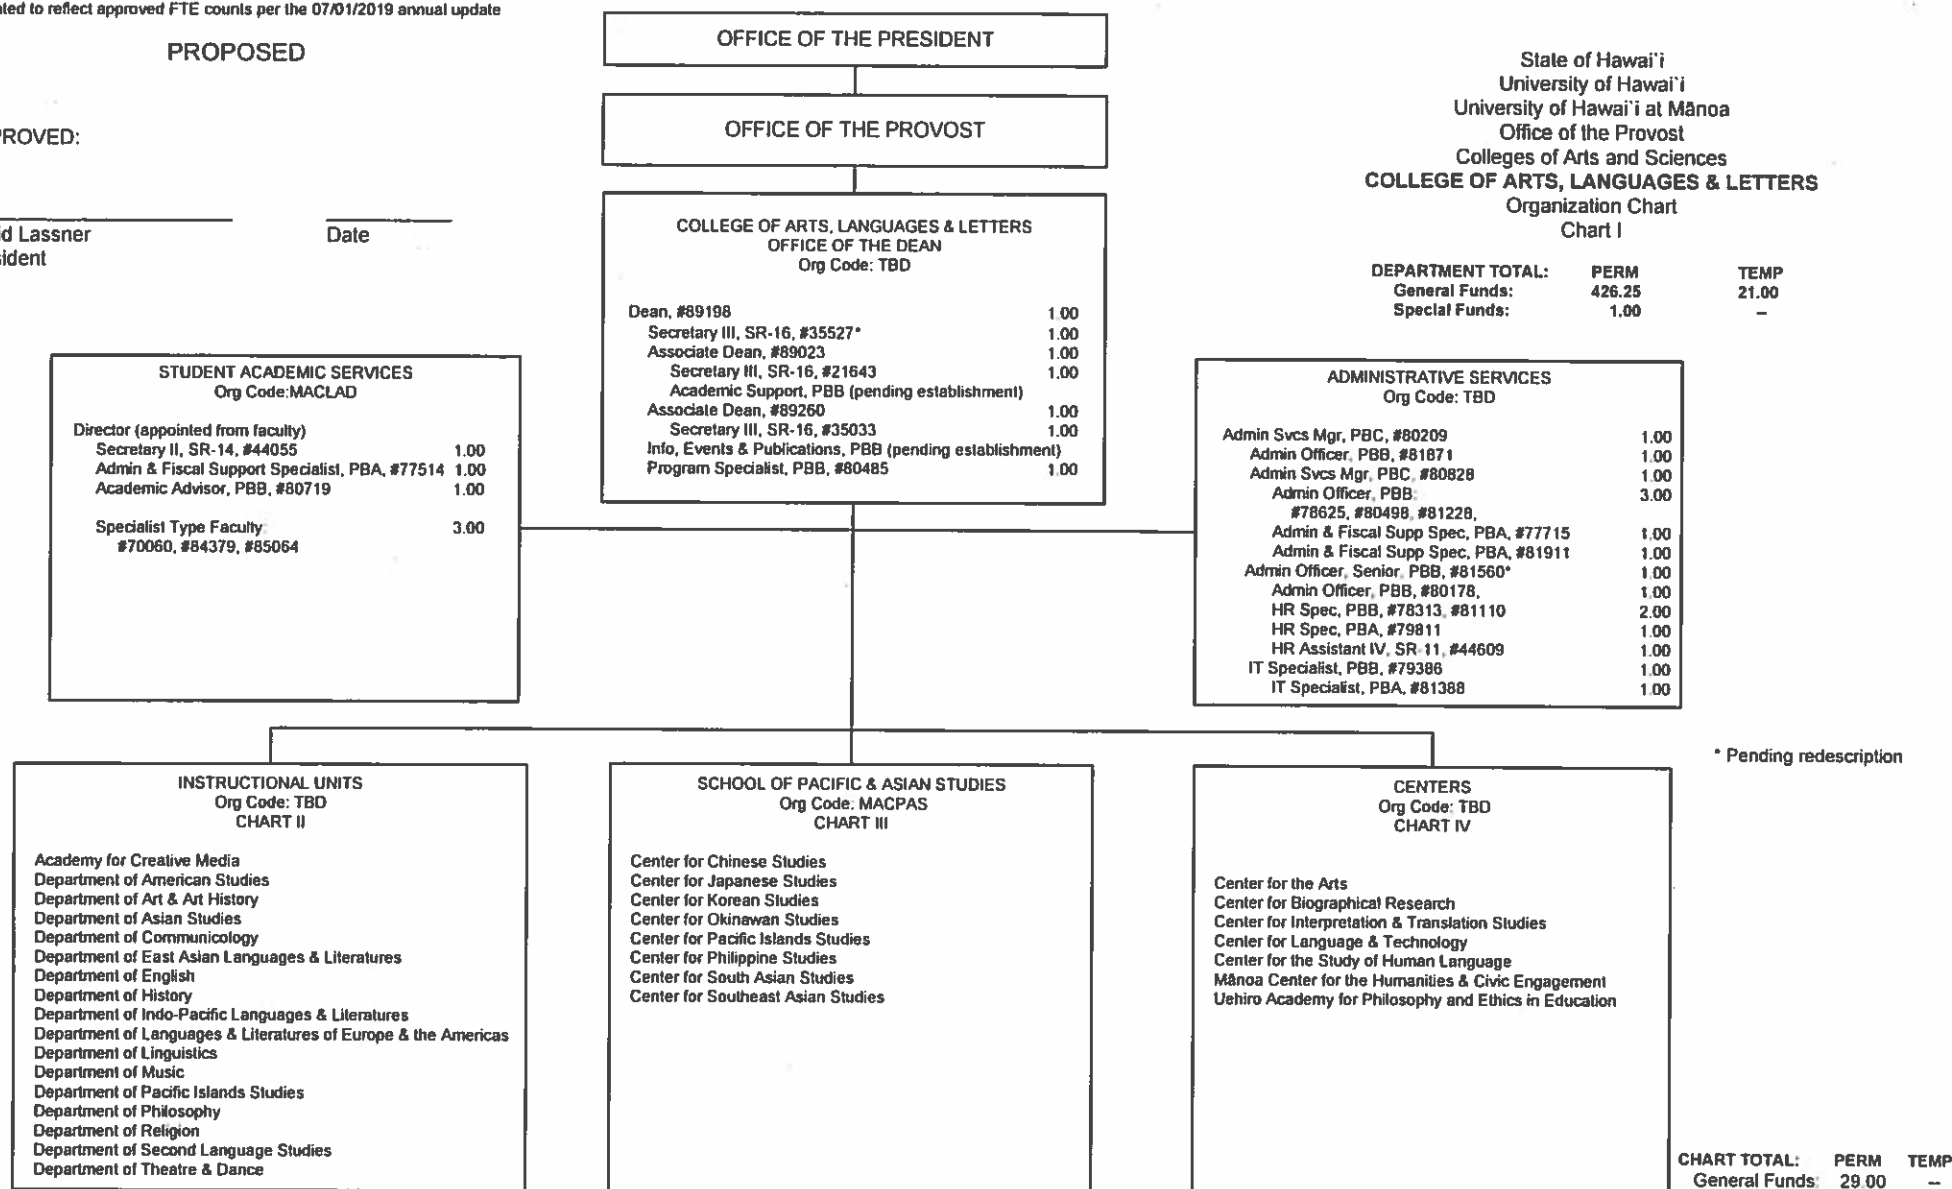 ted to reflect approved FTE counts per the 07/01/2019 annual update
PROPOSED
PROVED:
id Lassner
Date
sident
OFFICE OF THE PRESIDENT
OFFICE OF THE PROVOST
State of Hawai`i
University of Hawai`i
University of Hawai`i at Mānoa
Office of the Provost
Colleges of Arts and Sciences
COLLEGE OF ARTS, LANGUAGES & LETTERS
Organization Chart
Chart I
DEPARTMENT TOTAL: PERM TEMP
General Funds: 426.25 21.00
Special Funds: 1.00 –
COLLEGE OF ARTS, LANGUAGES & LETTERS
OFFICE OF THE DEAN
Org Code: TBD
Dean, #89198 1.00
Secretary III, SR-16, #35527* 1.00
Associate Dean, #89023 1.00
Secretary III, SR-16, #21643 1.00
Academic Support, PBB (pending establishment)
Associate Dean, #89260 1.00
Secretary III, SR-16, #35033 1.00
Info, Events & Publications, PBB (pending establishment)
Program Specialist, PBB, #80485 1.00
STUDENT ACADEMIC SERVICES
Org Code:MACLAD
Director (appointed from faculty)
Secretary II, SR-14, #44055 1.00
Admin & Fiscal Support Specialist, PBA, #77514 1.00
Academic Advisor, PBB, #80719 1.00
Specialist Type Faculty: 3.00
#70060, #84379, #85064
ADMINISTRATIVE SERVICES
Org Code: TBD
Admin Svcs Mgr, PBC, #80209 1.00
Admin Officer, PBB, #81871 1.00
Admin Svcs Mgr, PBC, #80828 1.00
Admin Officer, PBB: 3.00
#78625, #80498, #81228,
Admin & Fiscal Supp Spec, PBA, #77715 1.00
Admin & Fiscal Supp Spec, PBA, #81911 1.00
Admin Officer, Senior, PBB, #81560* 1.00
Admin Officer, PBB, #80178, 1.00
HR Spec, PBB, #78313, #81110 2.00
HR Spec, PBA, #79811 1.00
HR Assistant IV, SR-11, #44609 1.00
IT Specialist, PBB, #79386 1.00
IT Specialist, PBA, #81388 1.00
* Pending redescription
INSTRUCTIONAL UNITS
Org Code: TBD
CHART II
Academy for Creative Media
Department of American Studies
Department of Art & Art History
Department of Asian Studies
Department of Communicology
Department of East Asian Languages & Literatures
Department of English
Department of History
Department of Indo-Pacific Languages & Literatures
Department of Languages & Literatures of Europe & the Americas
Department of Linguistics
Department of Music
Department of Pacific Islands Studies
Department of Philosophy
Department of Religion
Department of Second Language Studies
Department of Theatre & Dance
SCHOOL OF PACIFIC & ASIAN STUDIES
Org Code: MACPAS
CHART III
Center for Chinese Studies
Center for Japanese Studies
Center for Korean Studies
Center for Okinawan Studies
Center for Pacific Islands Studies
Center for Philippine Studies
Center for South Asian Studies
Center for Southeast Asian Studies
CENTERS
Org Code: TBD
CHART IV
Center for the Arts
Center for Biographical Research
Center for Interpretation & Translation Studies
Center for Language & Technology
Center for the Study of Human Language
Mānoa Center for the Humanities & Civic Engagement
Uehiro Academy for Philosophy and Ethics in Education
CHART TOTAL: PERM TEMP
General Funds: 29.00 –